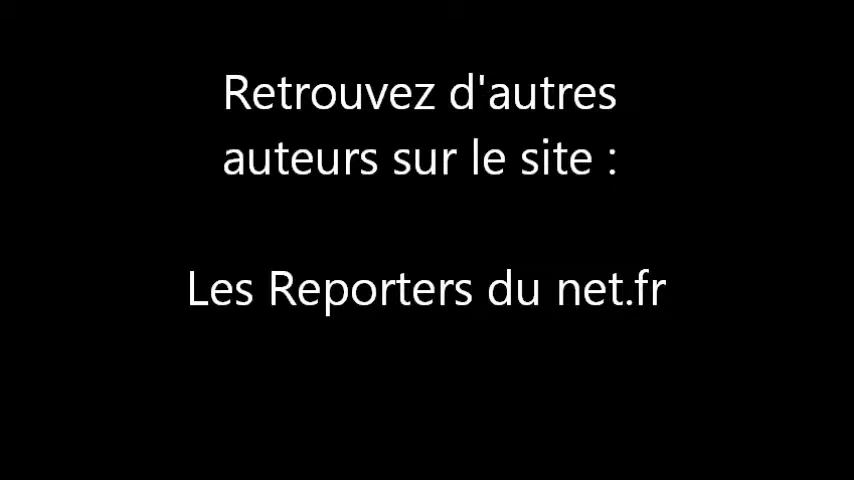 Retrouvez d'autres
auteurs sur le site :
Les Reporters du net.fr